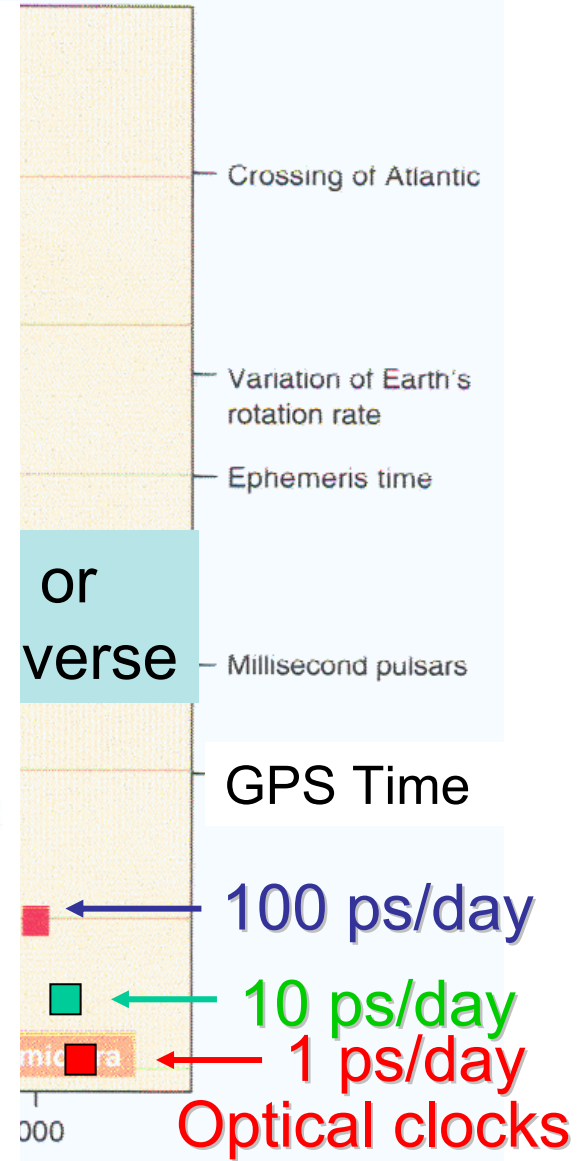 Crossing of Atlantic
Variation of Earth's
rotation rate
Ephemeris time
or
verse
Millisecond pulsars
GPS Time
100 ps/day
10 ps/day
1 ps/day
000
Optical clocks